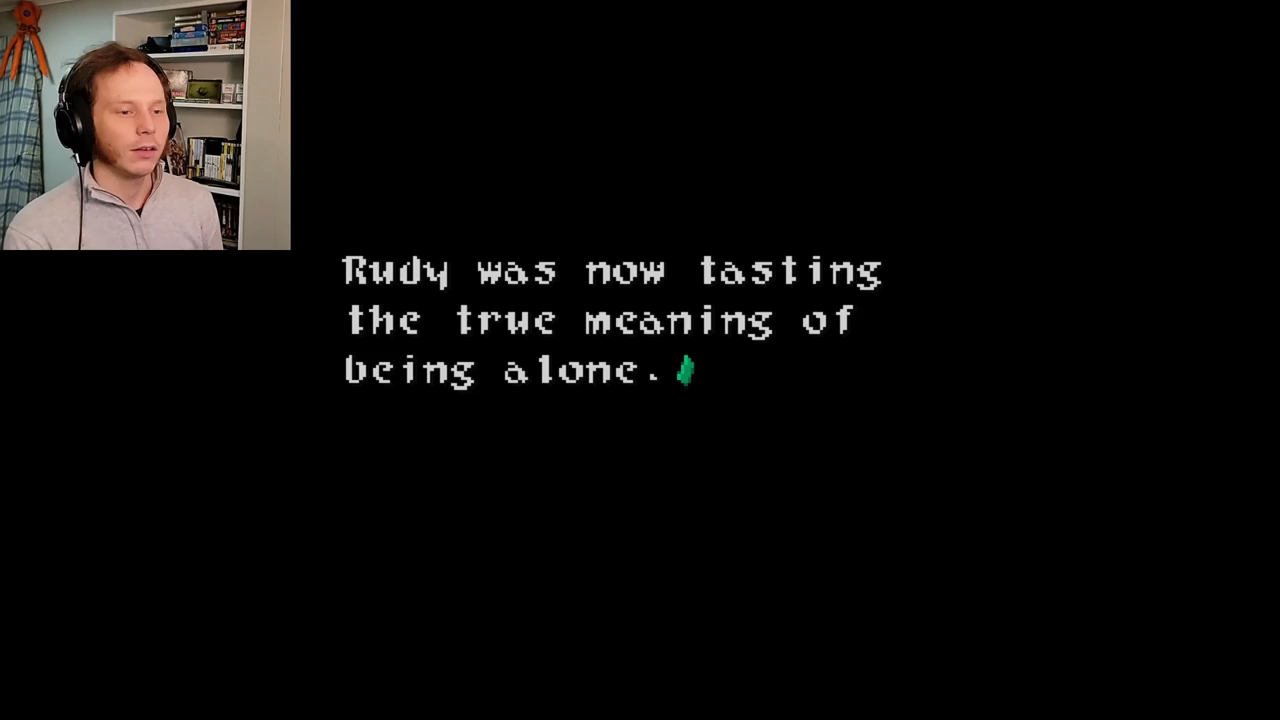 Rudy was now tasting
the true meaning of
being alone.